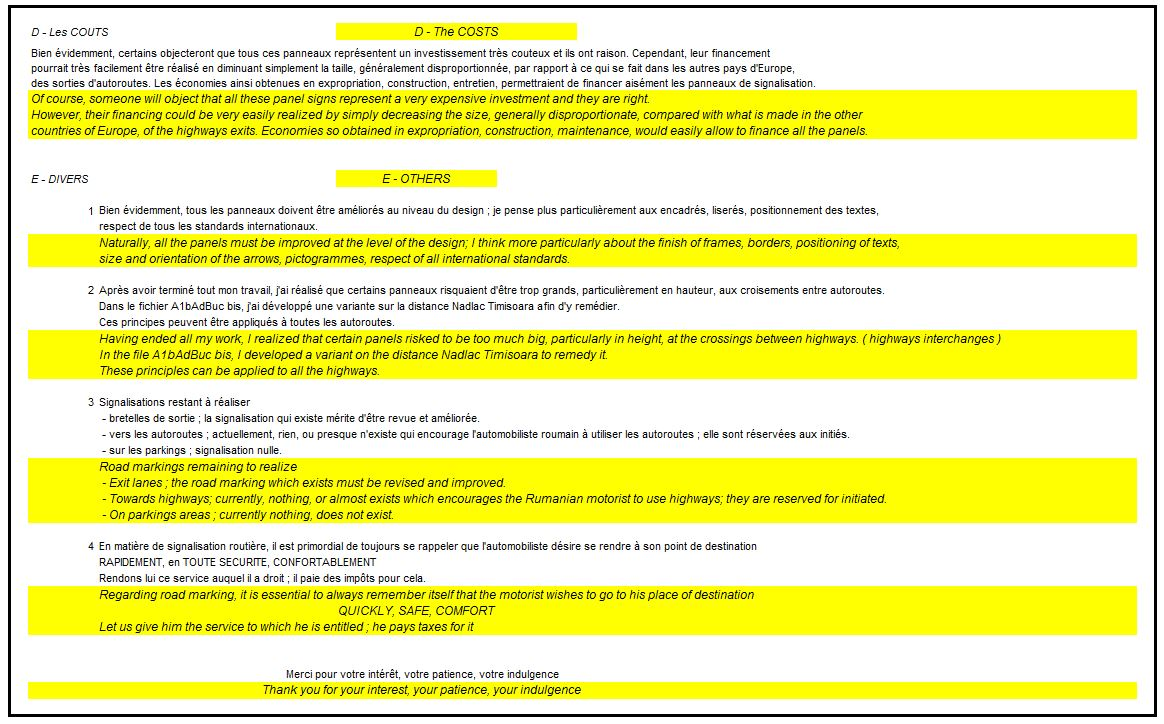 D - Les COUTS D - The COSTS
Bien évidemment, certains objecteront que tous ces panneaux représentent un investissement très couteux et ils ont raison. Cependant, leur financement
pourrait très facilement être réalisé en diminuant simplement la taille, généralement disproportionnée, par rapport à ce qui se fait dans les autres pays d'Europe,
des sorties d'autoroutes. Les économies ainsi obtenues en expropriation, construction, entretien, permettraient de financer aisément les panneaux de signalisation.
Of course, someone will object that all these panel signs represent a very expensive investment and they are right.
However, their financing could be very easily realized by simply decreasing the size, generally disproportionate, compared with what is made in the other
countries of Europe, of the highways exits. Economies so obtained in expropriation, construction, maintenance, would easily allow to finance all the panels.
E - DIVERS E - OTHERS
1 Bien évidemment, tous les panneaux doivent être améliorés au niveau du design ; je pense plus particulièrement aux encadrés, liserés, positionnement des textes,
respect de tous les standards internationaux.
Naturally, all the panels must be improved at the level of the design; I think more particularly about the finish of frames, borders, positioning of texts,
size and orientation of the arrows, pictogrammes, respect of all international standards.
2 Après avoir terminé tout mon travail, j'ai réalisé que certains panneaux risquaient d'être trop grands, particulièrement en hauteur, aux croisements entre autoroutes.
Dans le fichier A1bAdBuc bis, j'ai développé une variante sur la distance Nadlac Timisoara afin d'y remédier.
Ces principes peuvent être appliqués à toutes les autoroutes.
Having ended all my work, I realized that certain panels risked to be too much big, particularly in height, at the crossings between highways. ( highways interchanges )
In the file A1bAdBuc bis, I developed a variant on the distance Nadlac Timisoara to remedy it.
These principles can be applied to all the highways.
3 Signalisations restant à réaliser
- bretelles de sortie ; la signalisation qui existe mérite d'être revue et améliorée.
- vers les autoroutes ; actuellement, rien, ou presque n'existe qui encourage l'automobiliste roumain à utiliser les autoroutes ; elle sont réservées aux initiés.
- sur les parkings ; signalisation nulle.
Road markings remaining to realize
- Exit lanes ; the road marking which exists must be revised and improved.
- Towards highways; currently, nothing, or almost exists which encourages the Rumanian motorist to use highways; they are reserved for initiated.
- On parkings areas ; currently nothing, does not exist.
4 En matière de signalisation routière, il est primordial de toujours se rappeler que l'automobiliste désire se rendre à son point de destination
RAPIDEMENT, en TOUTE SECURITE, CONFORTABLEMENT
Rendons lui ce service auquel il a droit ; il paie des impôts pour cela.
Regarding road marking, it is essential to always remember itself that the motorist wishes to go to his place of destination
QUICKLY, SAFE, COMFORT
Let us give him the service to which he is entitled ; he pays taxes for it
Merci pour votre intérêt, votre patience, votre indulgence
Thank you for your interest, your patience, your indulgence